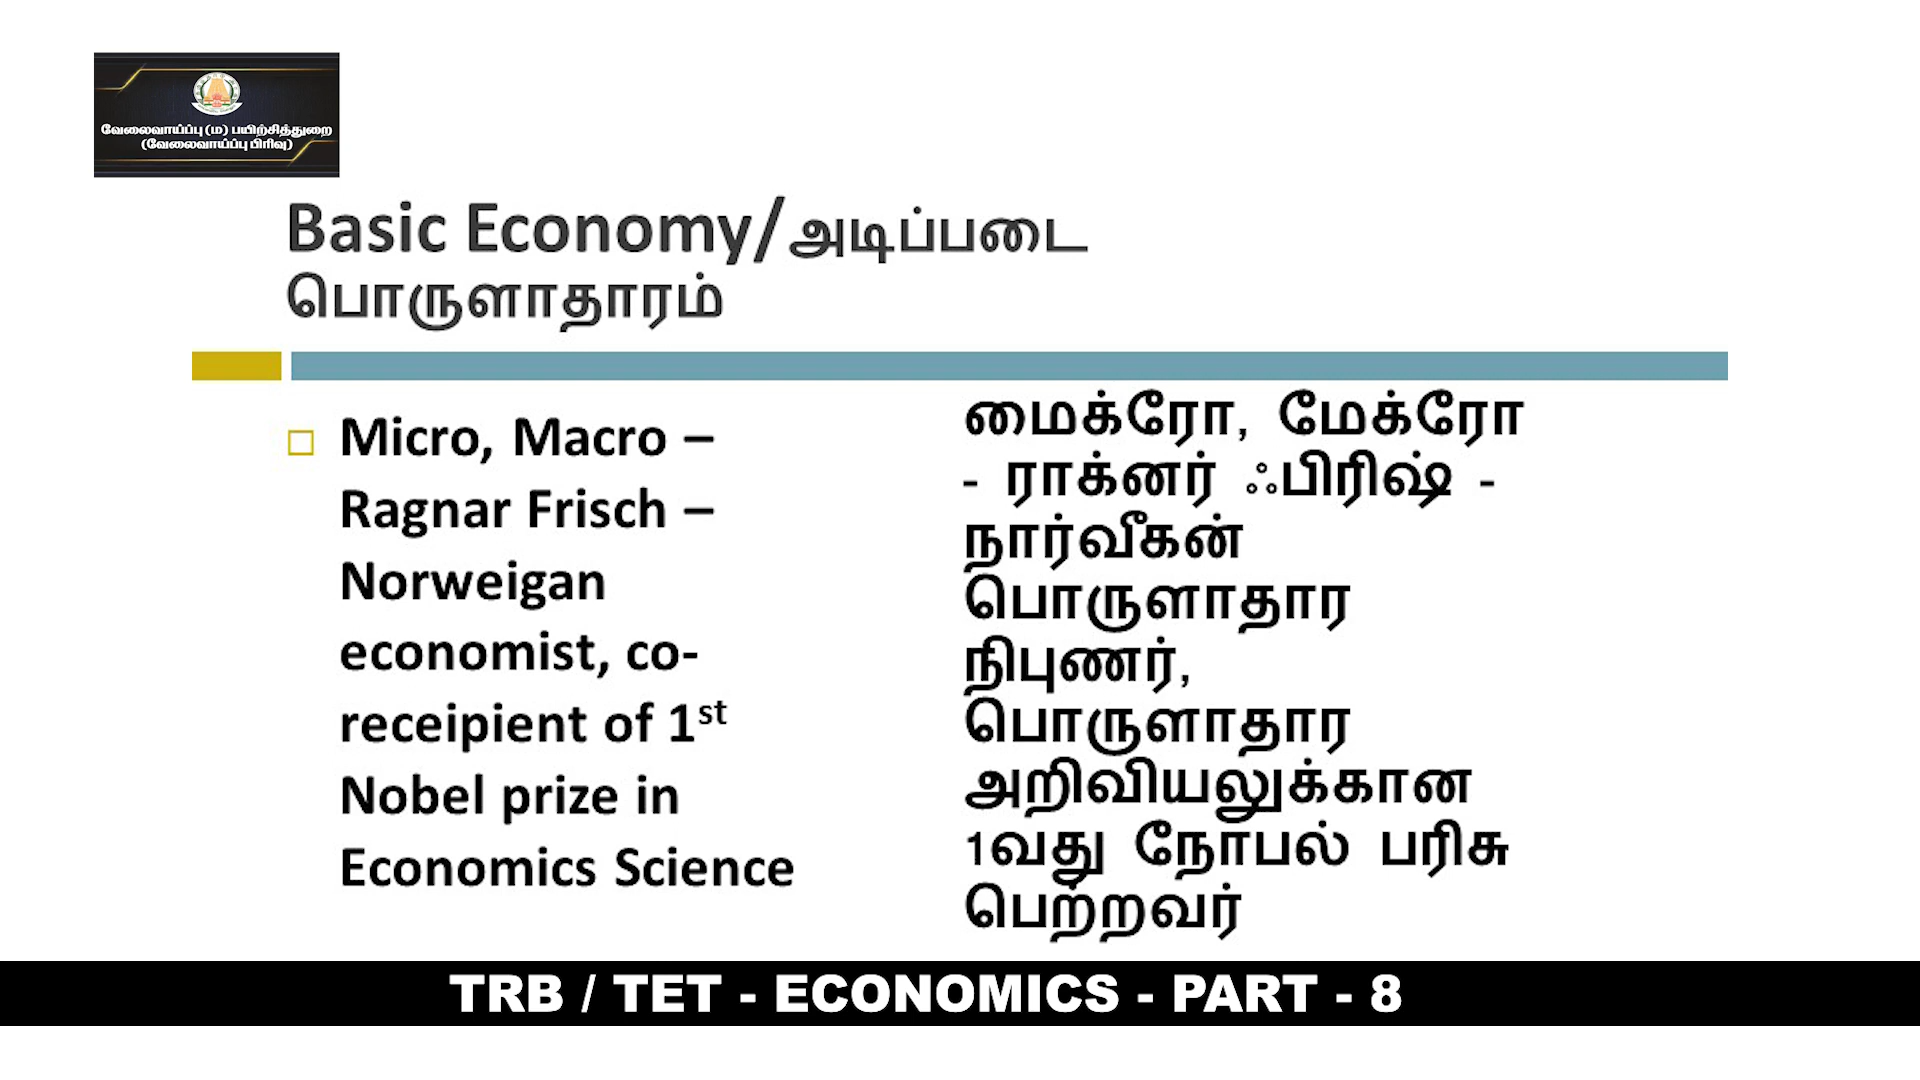 வேலைவாய்ப்பு (ம) பயிற்சித்துறை
(வேலைவாய்ப்பு பிரிவு)
Basic Economy/அடிப்படை
பொருளாதாரம்
Micro, Macro –
Ragnar Frisch –
Norweigan
economist, co-
receipient of 1st
Nobel prize in
Economics Science
மைக்ரோ, மேக்ரோ
- ராக்னர் ஃபிரிஷ் -
நார்வீகன்
பொருளாதார
நிபுணர்,
பொருளாதார
அறிவியலுக்கான
1வது நோபல் பரிசு
பெற்றவர்
TRB / TET - ECONOMICS - PART - 8